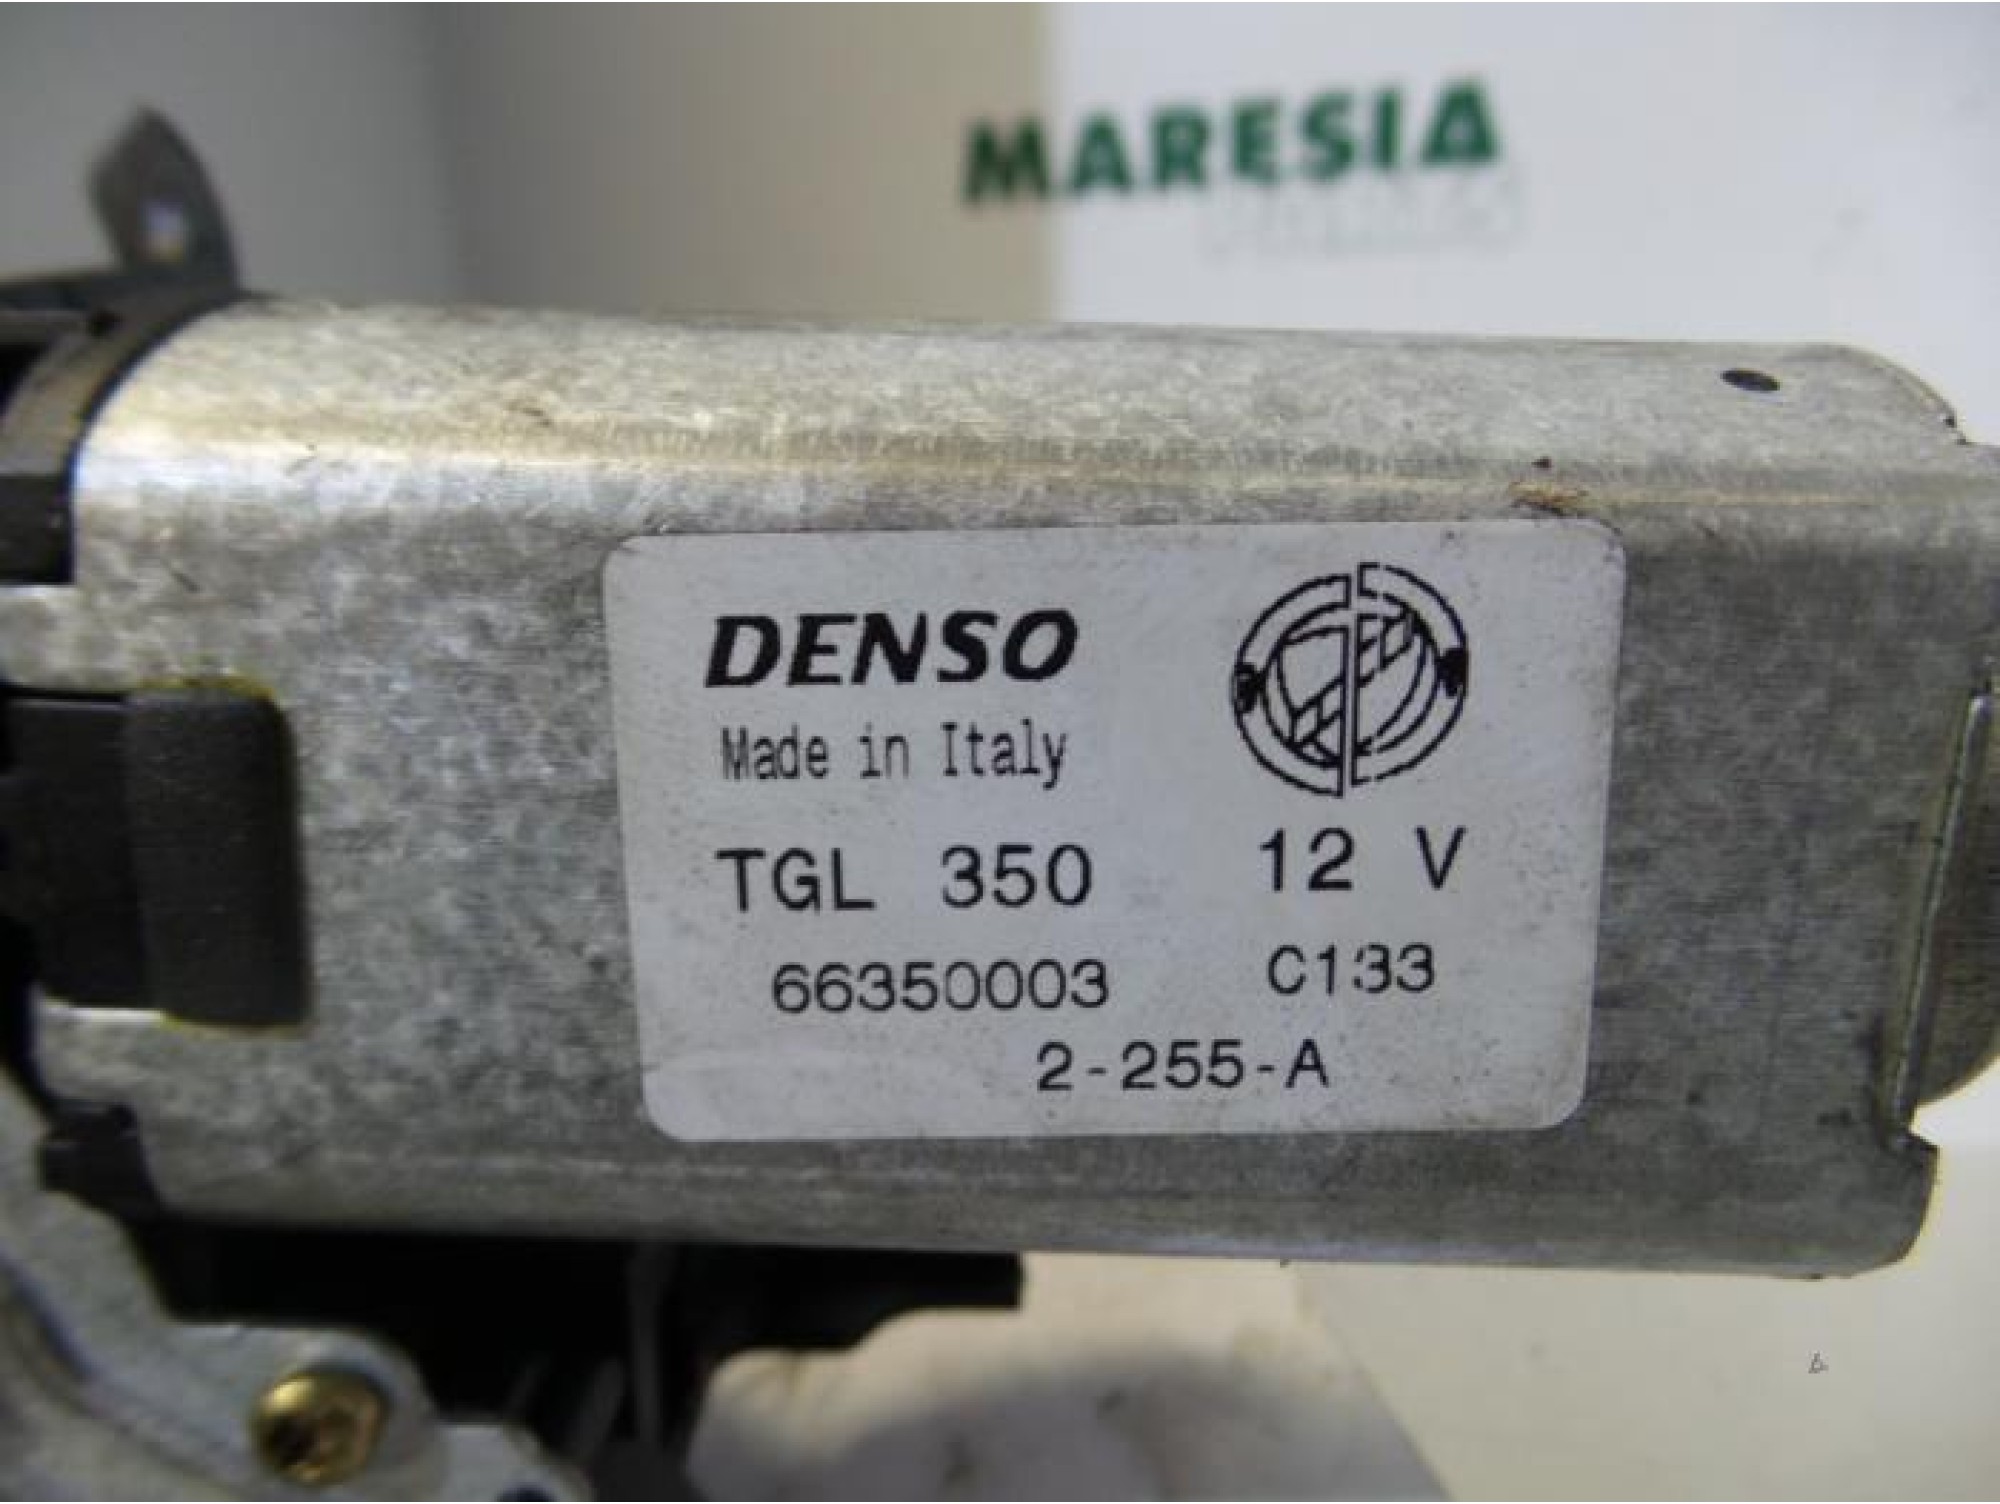 MARESIA
DENSO
Made in Italy
TGL 350 12 V
66350003 C133
2-255-A